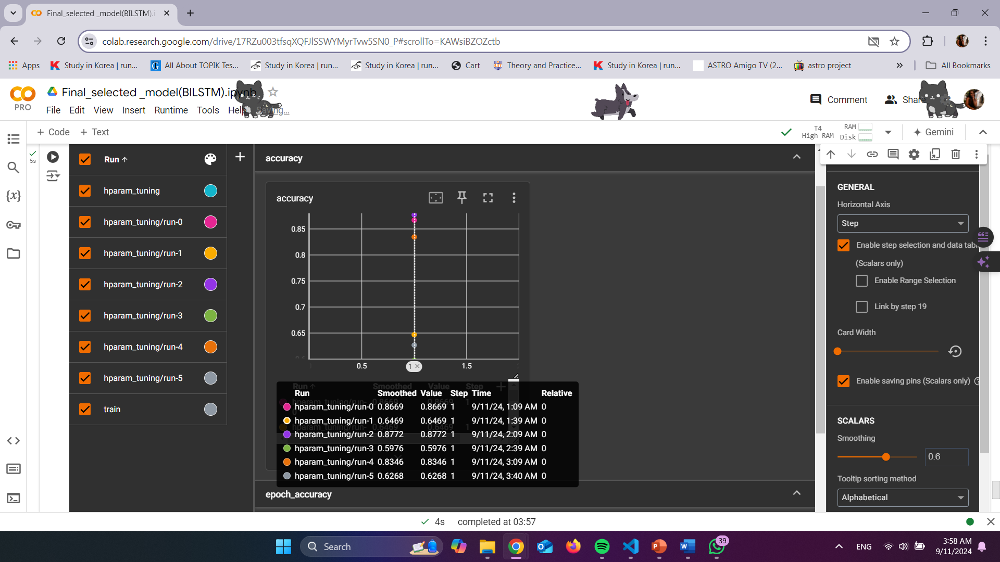 Final_selected _model(BILSTM).i
colab.research.google.com/drive/17RZu003tfsqXQFJlSSWYMyrTvw5SN0_P#scrollTo=KAWsiBZOZctb
Apps
Study in Korea | run...
All About TOPIK Tes...
Study in Korea | run...
Study in Korea | run...
Cart
Theory and Practice...
Study in Korea | run...
ASTRO Amigo TV (2...
astro project
All Bookmarks
PRO
Final_selected _model(BILSTM).ipynb
Comment
Share
File Edit View Insert Runtime Tools Help Saving...
+ Code + Text
T4
High RAM
RAM
Disk
Gemini
5s
Run
hparam_tuning
hparam_tuning/run-0
hparam_tuning/run-1
hparam_tuning/run-2
hparam_tuning/run-3
hparam_tuning/run-4
hparam_tuning/run-5
train
accuracy
accuracy
0.85
0.8
0.75
0.7
0.65
0.6
0.5
1
1.5
Run Smoothed Value Step
Run Smoothed Value Step Time Relative
hparam_tuning/run-0 0.8669 0.8669 1 9/11/24, 1:09 AM 0
hparam_tuning/run-1 0.6469 0.6469 1 9/11/24, 1:39 AM 0
hparam_tuning/run-2 0.8772 0.8772 1 9/11/24, 2:09 AM 0
hparam_tuning/run-3 0.5976 0.5976 1 9/11/24, 2:39 AM 0
hparam_tuning/run-4 0.8346 0.8346 1 9/11/24, 3:09 AM 0
hparam_tuning/run-5 0.6268 0.6268 1 9/11/24, 3:40 AM 0
epoch_accuracy
GENERAL
Horizontal Axis
Step
Enable step selection and data tabl
(Scalars only)
Enable Range Selection
Link by step 19
Card Width
Enable saving pins (Scalars only)
SCALARS
Smoothing
0.6
Tooltip sorting method
Alphabetical
4s completed at 03:57
Search
39
ENG
3:58 AM
9/11/2024